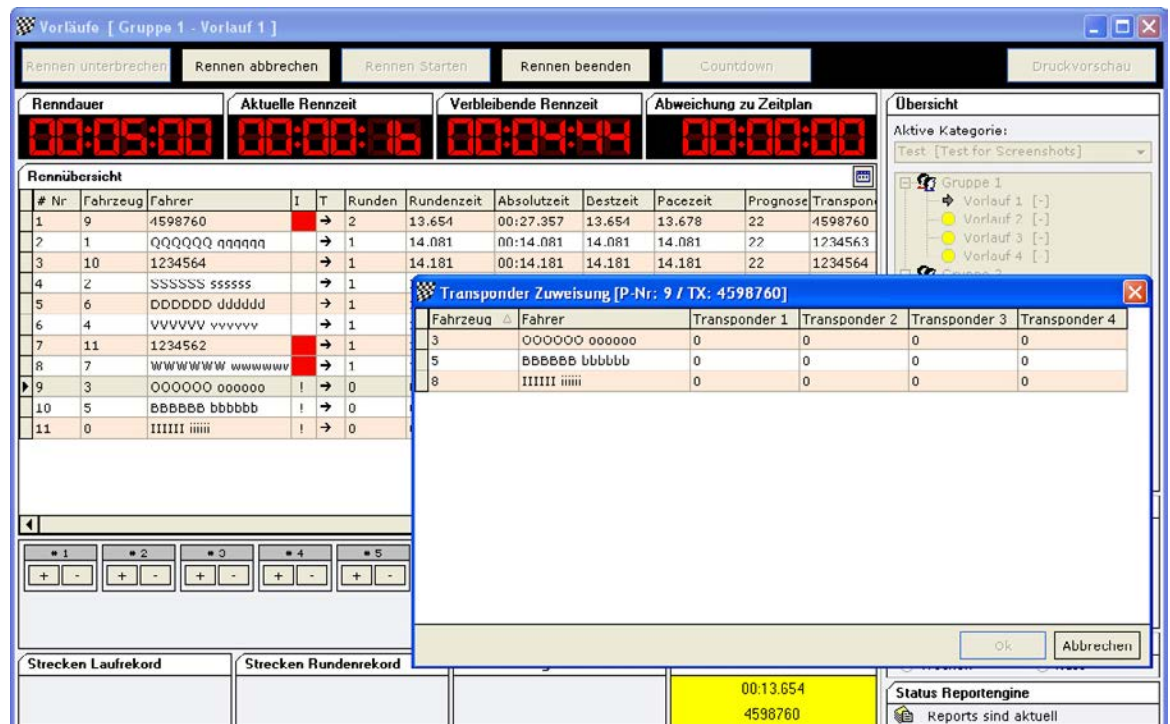 Vorläufe [ Gruppe 1 - Vorlauf 1 ]
Rennen unterbrechen Rennen abbrechen Rennen Starten Rennen beenden Countdown Druckvorschau
Renndauer Aktuelle Rennzeit Verbleibende Rennzeit Abweichung zu Zeitplan
00:05:00 00:00:16 00:04:44 00:00:00
Rennübersicht
# Nr Fahrzeug Fahrer I T Runden Rundenzeit Absolutzeit Bestzeit Pacezeit Prognose Transpon
1 9 4598760 2 13.654 00:27.357 13.654 13.678 22 4598760
2 1 QQQQQQ qqqqqq 1 14.081 00:14.081 14.081 14.081 22 1234563
3 10 1234564 1 14.181 00:14.181 14.181 14.181 22 1234564
4 2 SSSSSS ssssss 1
5 6 DDDDDD dddddd 1
6 4 VVVVVV vvvvvv 1
7 11 1234562 1
8 7 WWWWWW wwwwww 1
9 3 OOOOOO oooooo ! 0
10 5 BBBBBB bbbbbb ! 0
11 8 IIIIII iiiiii ! 0
# 1 # 2 # 3 # 4 # 5
+ - + - + - + - + -
Strecken Laufrekord Strecken Rundenrekord
00:13.654
4598760
Übersicht
Aktive Kategorie:
Test [Test for Screenshots]
Gruppe 1
Vorlauf 1 [-]
Vorlauf 2 [-]
Vorlauf 3 [-]
Vorlauf 4 [-]
Transponder Zuweisung [P-Nr: 9 / TX: 4598760]
Fahrzeug Fahrer Transponder 1 Transponder 2 Transponder 3 Transponder 4
3 OOOOOO oooooo 0 0 0 0
5 BBBBBB bbbbbb 0 0 0 0
8 IIIIII iiiiii 0 0 0 0
Ok Abbrechen
Status Reportengine
Reports sind aktuell